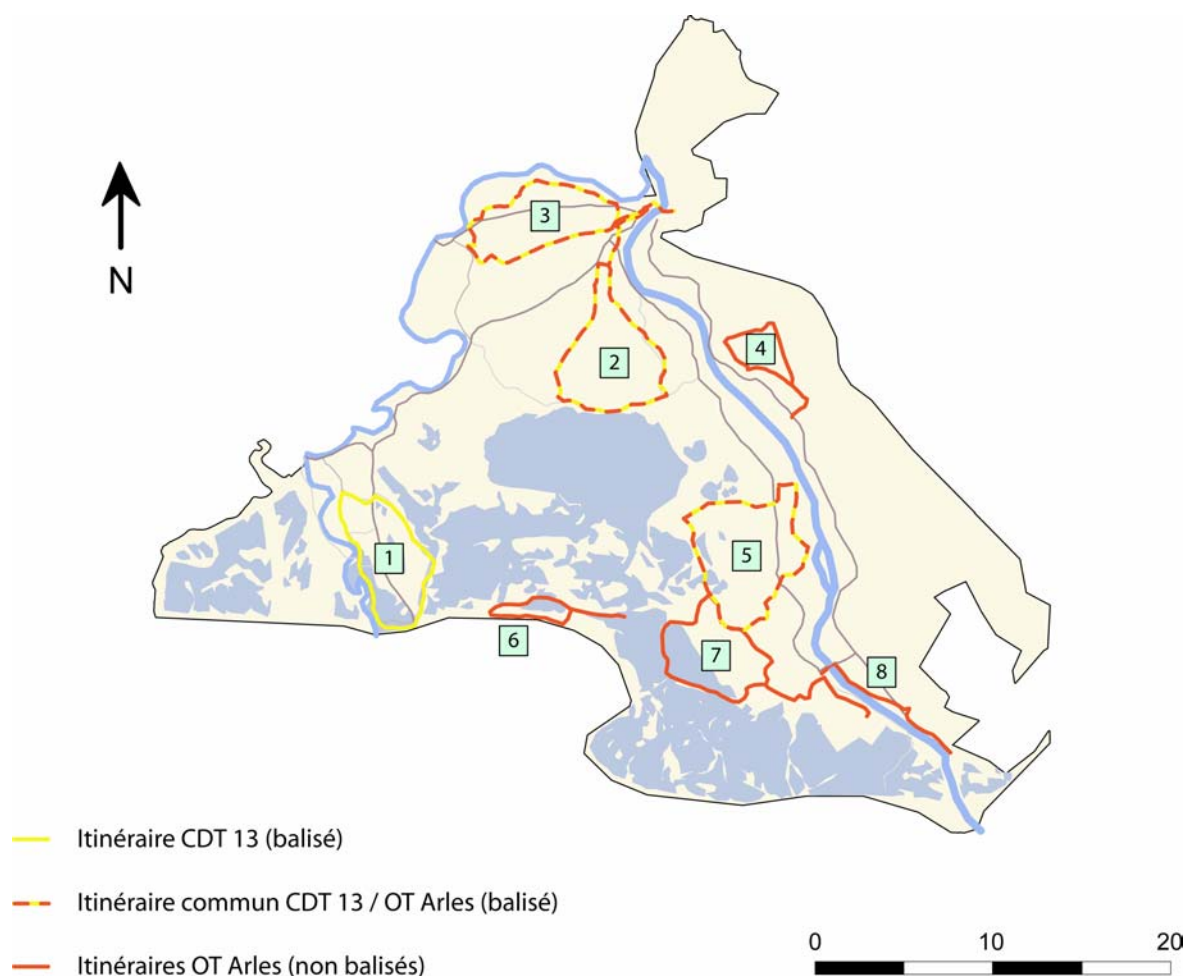 3
N
4
2
5
1
6
7
8
Itinéraire CDT 13 (balisé)
Itinéraire commun CDT 13 / OT Arles (balisé)
0 10 20
Itinéraires OT Arles (non balisés)